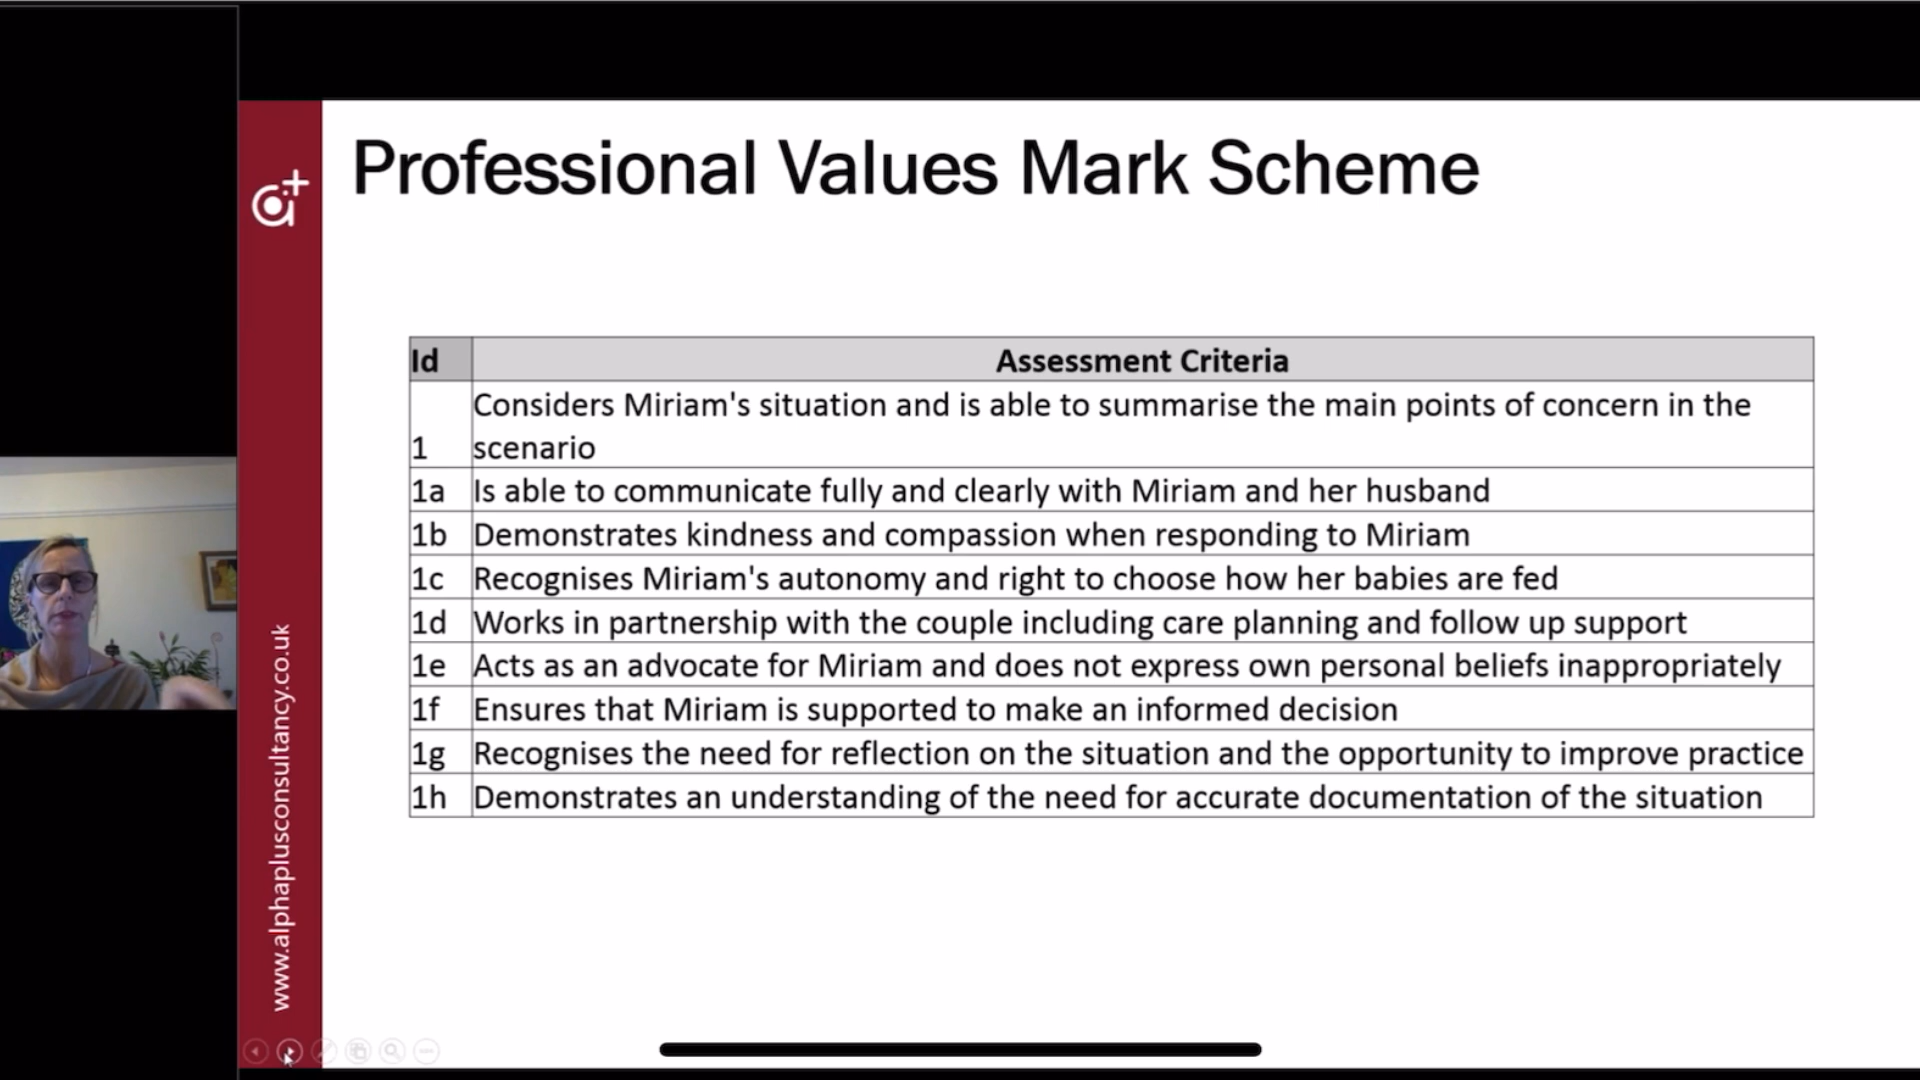 Professional Values Mark Scheme
Id Assessment Criteria
Considers Miriam's situation and is able to summarise the main points of concern in the
1 scenario
1a Is able to communicate fully and clearly with Miriam and her husband
1b Demonstrates kindness and compassion when responding to Miriam
1c Recognises Miriam's autonomy and right to choose how her babies are fed
1d Works in partnership with the couple including care planning and follow up support
1e Acts as an advocate for Miriam and does not express own personal beliefs inappropriately
1f Ensures that Miriam is supported to make an informed decision
1g Recognises the need for reflection on the situation and the opportunity to improve practice
1h Demonstrates an understanding of the need for accurate documentation of the situation
www.alphaplusconsultancy.co.uk
a+